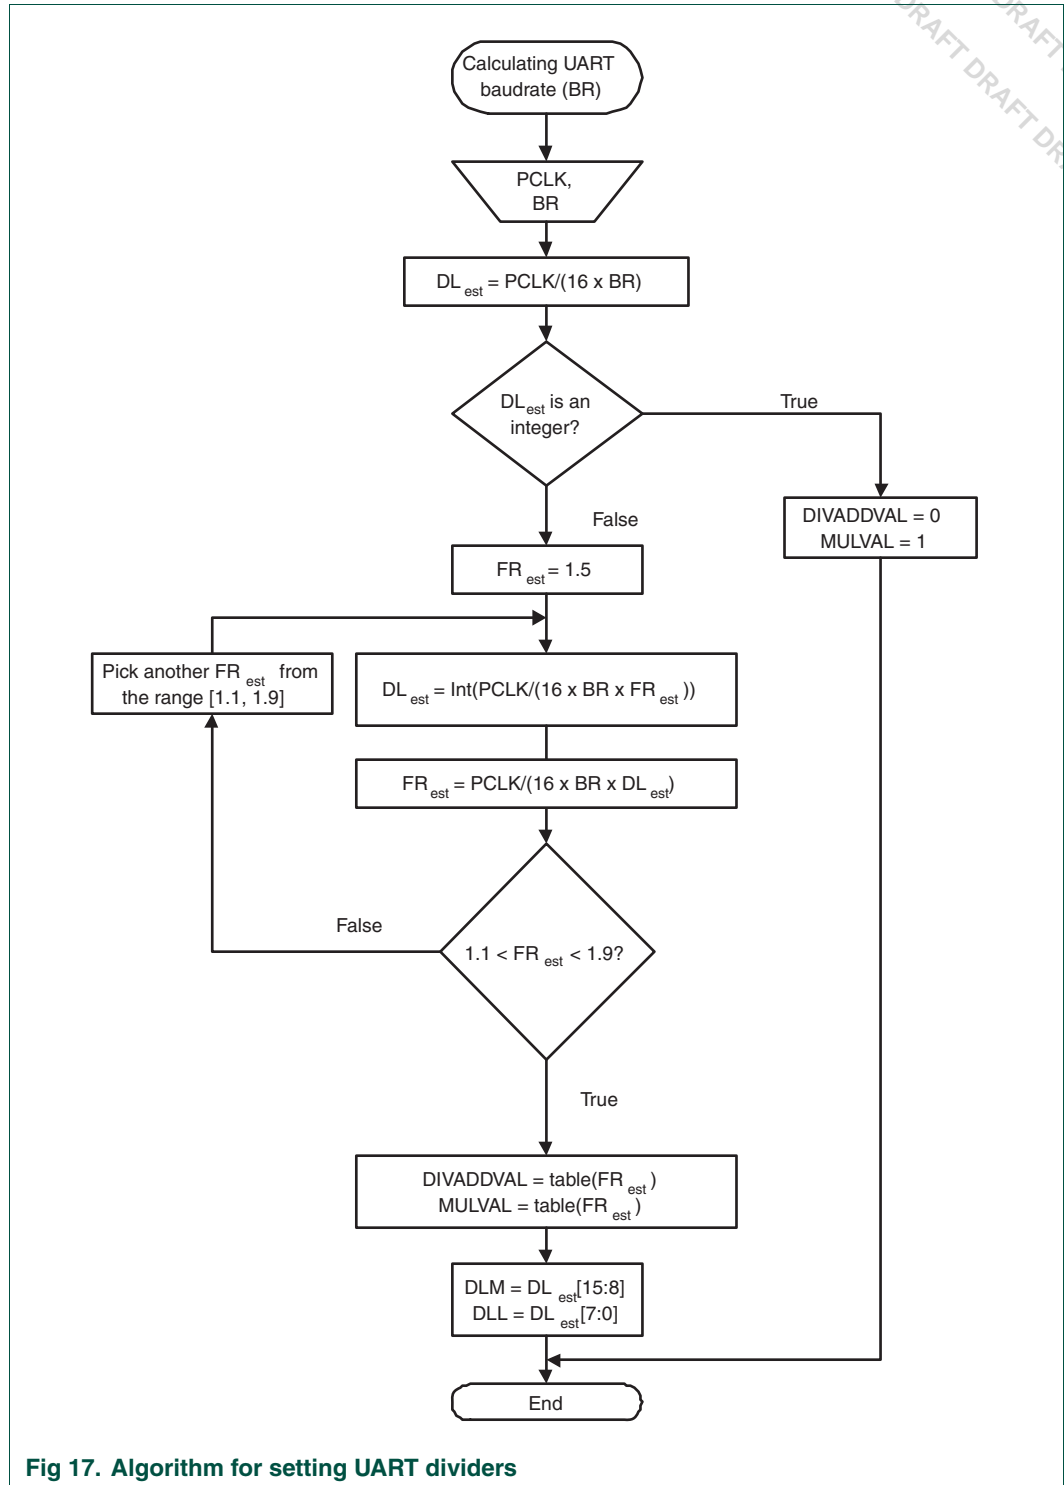 DRAFT DRAFT DR
DRAFT
Calculating UART
baudrate (BR)
PCLK,
BR
DL est = PCLK/(16 x BR)
DL est is an
integer?
True
False
DIVADDVAL = 0
MULVAL = 1
FR est = 1.5
Pick another FR est from
the range [1.1, 1.9]
DL est = Int(PCLK/(16 x BR x FR est))
FR est = PCLK/(16 x BR x DL est)
False
1.1 < FR est < 1.9?
True
DIVADDVAL = table(FR est)
MULVAL = table(FR est)
DLM = DL est[15:8]
DLL = DL est[7:0]
End
Fig 17. Algorithm for setting UART dividers